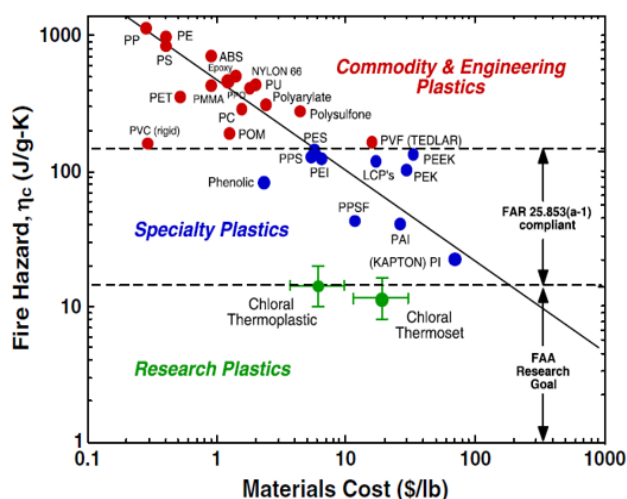 1000
100
10
1
Fire Hazard, ηc (J/g-K)
PP
PE
PS
ABS
Epoxy
NYLON 66
PU
PET
PMMA
PPO
Polyarylate
PC
Polysulfone
PVC (rigid)
POM
PES
PVF (TEDLAR)
PPS
PEI
LCP's
PEEK
PEK
Phenolic
PPSF
PAI
(KAPTON) PI
Commodity & Engineering
Plastics
Specialty Plastics
FAR 25.853(a-1)
compliant
Chloral
Thermoplastic
Chloral
Thermoset
Research Plastics
FAA
Research
Goal
0.1
1
10
100
1000
Materials Cost ($/lb)